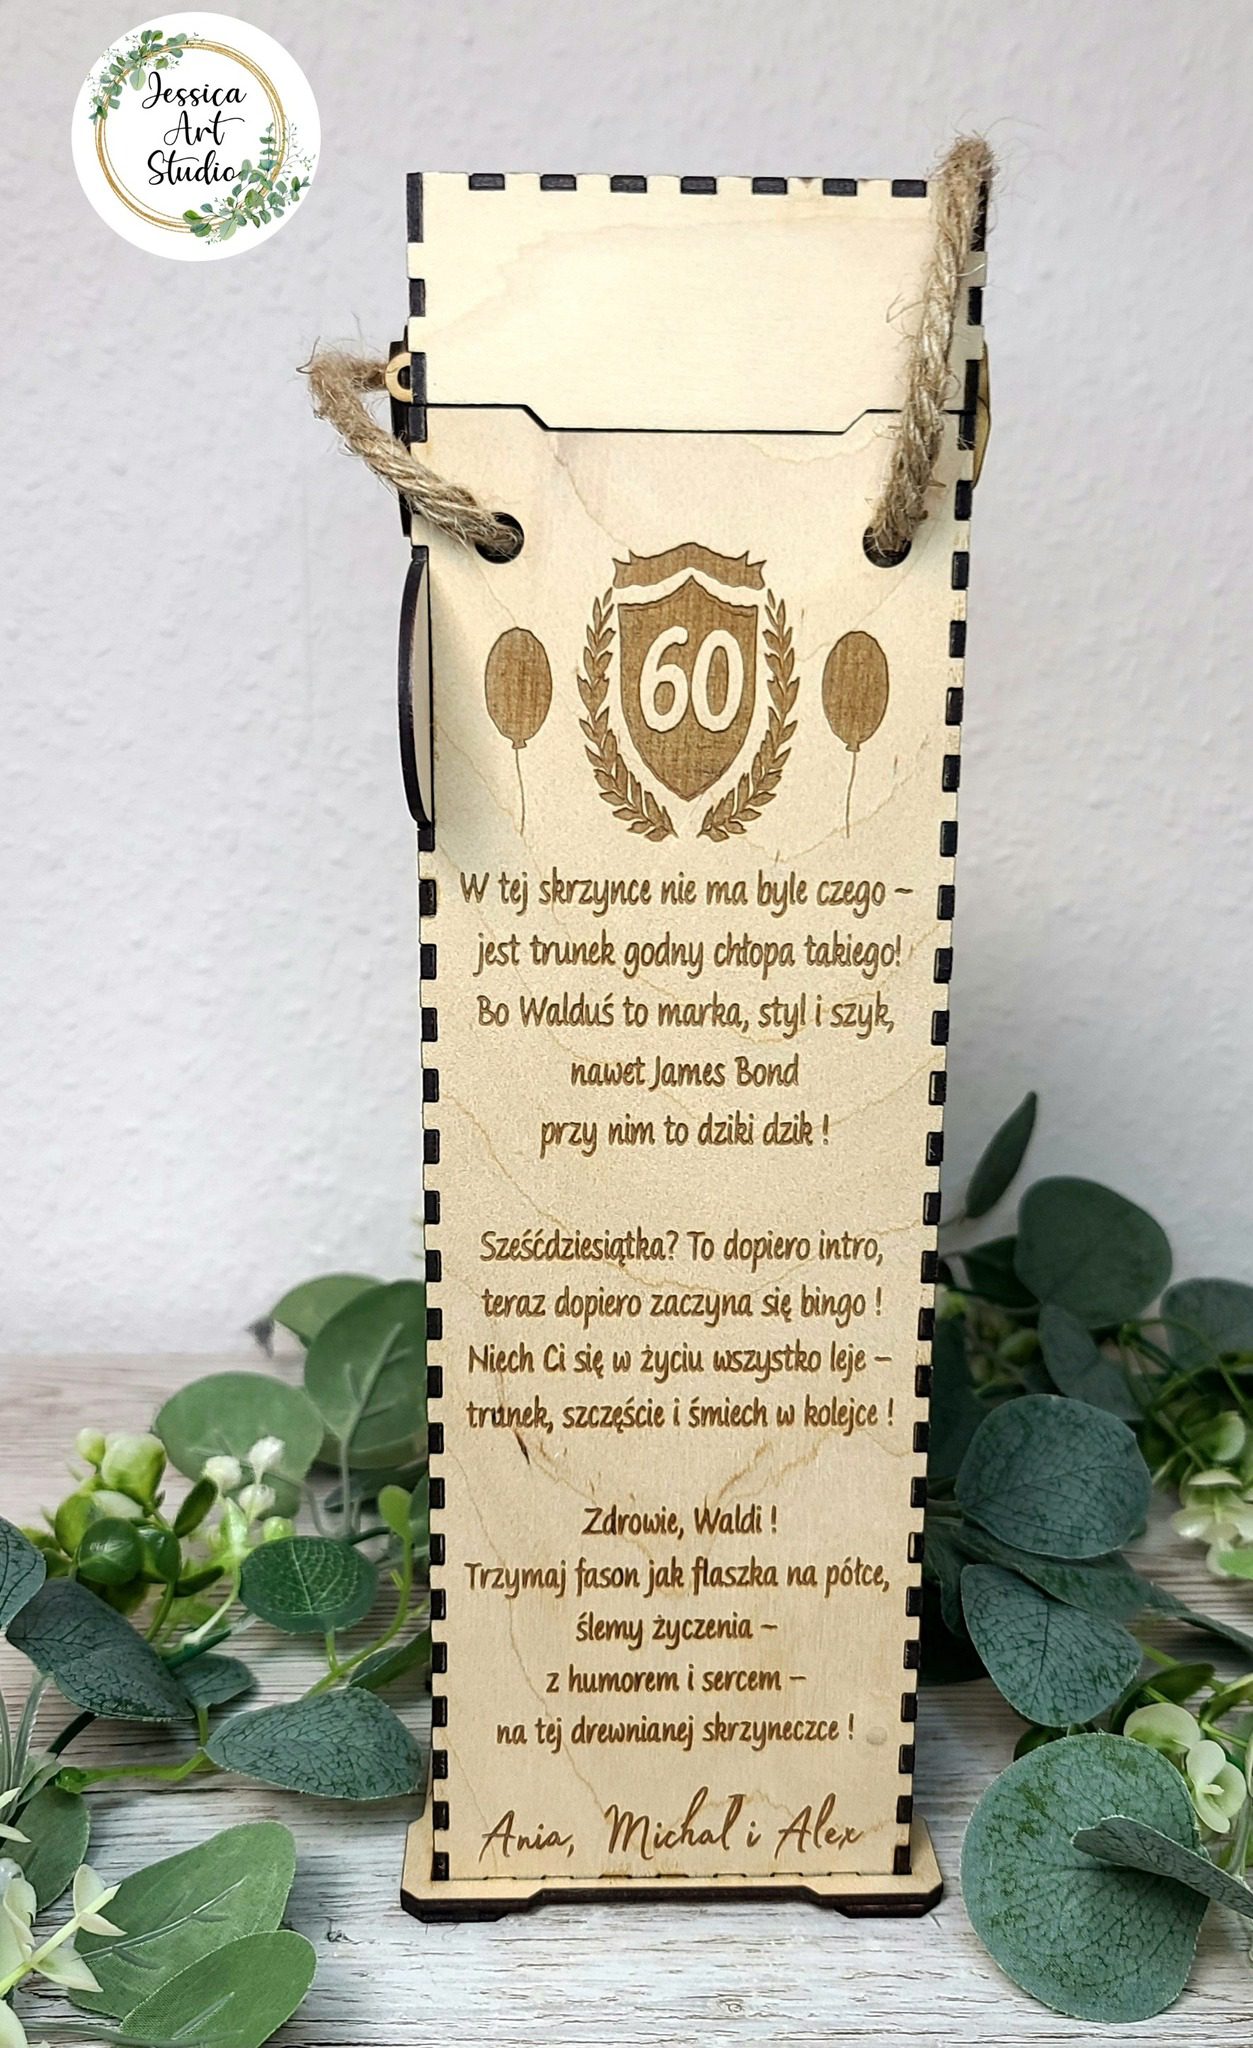 Jessica
Art
Studio
60
W tej skrzynce nie ma byle czego –
jest trunek godny chłopa takiego!
Bo Walduś to marka, styl i szyk,
nawet James Bond
przy nim to dziki dzik !
Sześćdziesiątka? To dopiero intro,
teraz dopiero zaczyna się bingo !
Niech Ci się w życiu wszystko leje –
trunek, szczęście i śmiech w kolejce !
Zdrowie, Waldi !
Trzymaj fason jak flaszka na półce,
ślemy życzenia –
z humorem i sercem –
na tej drewnianej skrzyneczce !
Ania, Michał i Alex